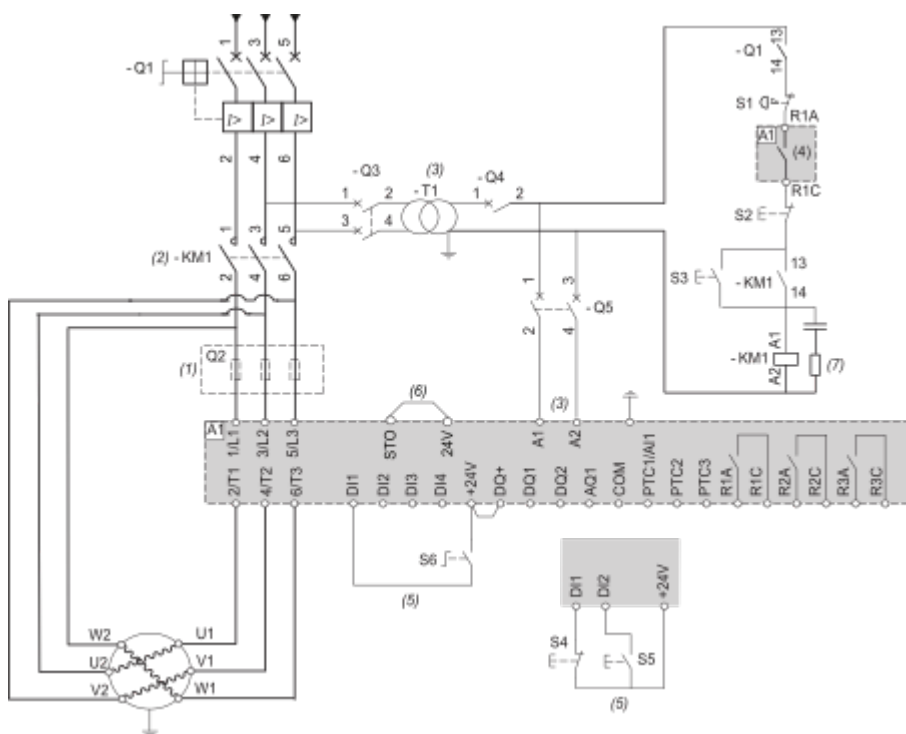 1 3 5
-Q1
I> I> I>
2 4 6
-Q3
1 2
3 4
(3)
-T1
-Q4
1 2
13
-Q1
14
S1
R1A
A1
(4)
R1C
S2
S3
13
-KM1
14
A1
-KM1
A2
(7)
1 3 5
(2) -KM1
2 4 6
1 3
-Q5
2 4
(1)
Q2
(6)
(3)
A1
1/L1 3/L2 5/L3
STO 24V
A1 A2
2/T1 4/T2 6/T3
DI1 DI2 DI3 DI4 +24V DQ+ DQ1 DQ2 AQ1 COM PTC1/AI1 PTC2 PTC3 R1A R1C R2A R2C R3A R3C
S6
(5)
DI1 DI2 +24V
S4 S5
(5)
W2 U1
U2 V1
V2 W1